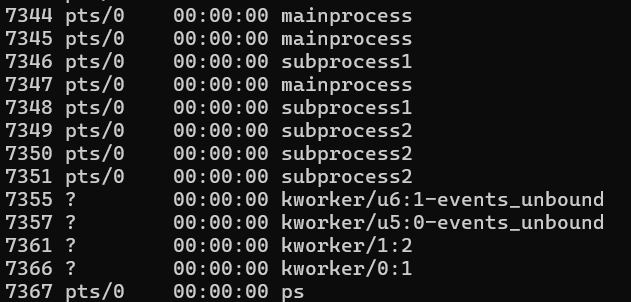 7344 pts/0    00:00:00 mainprocess
7345 pts/0    00:00:00 mainprocess
7346 pts/0    00:00:00 subprocess1
7347 pts/0    00:00:00 mainprocess
7348 pts/0    00:00:00 subprocess1
7349 pts/0    00:00:00 subprocess2
7350 pts/0    00:00:00 subprocess2
7351 pts/0    00:00:00 subprocess2
7355 ?        00:00:00 kworker/u6:1-events_unbound
7357 ?        00:00:00 kworker/u5:0-events_unbound
7361 ?        00:00:00 kworker/1:2
7366 ?        00:00:00 kworker/0:1
7367 pts/0    00:00:00 ps